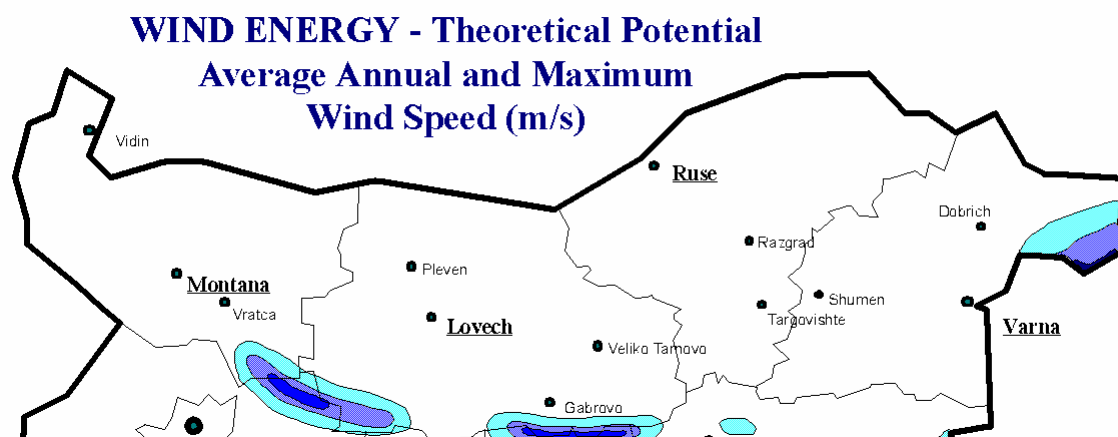 WIND ENERGY - Theoretical Potential
Average Annual and Maximum
Wind Speed (m/s)
Vidin
Ruse
Dobrich
Razgrad
Pleven
Montana
Vratca
Shumen
Targovishte
Lovech
Varna
Veliko Tarnovo
Gabrovo